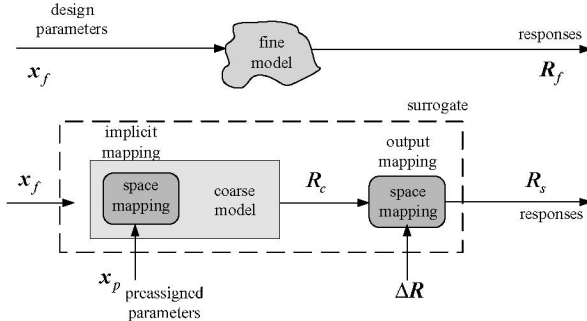 design
parameters
fine
model
responses
x_f
R_f
surrogate
implicit
mapping
output
mapping
x_f
space
mapping
coarse
model
R_c
space
mapping
R_s
responses
x_p preassigned
parameters
ΔR